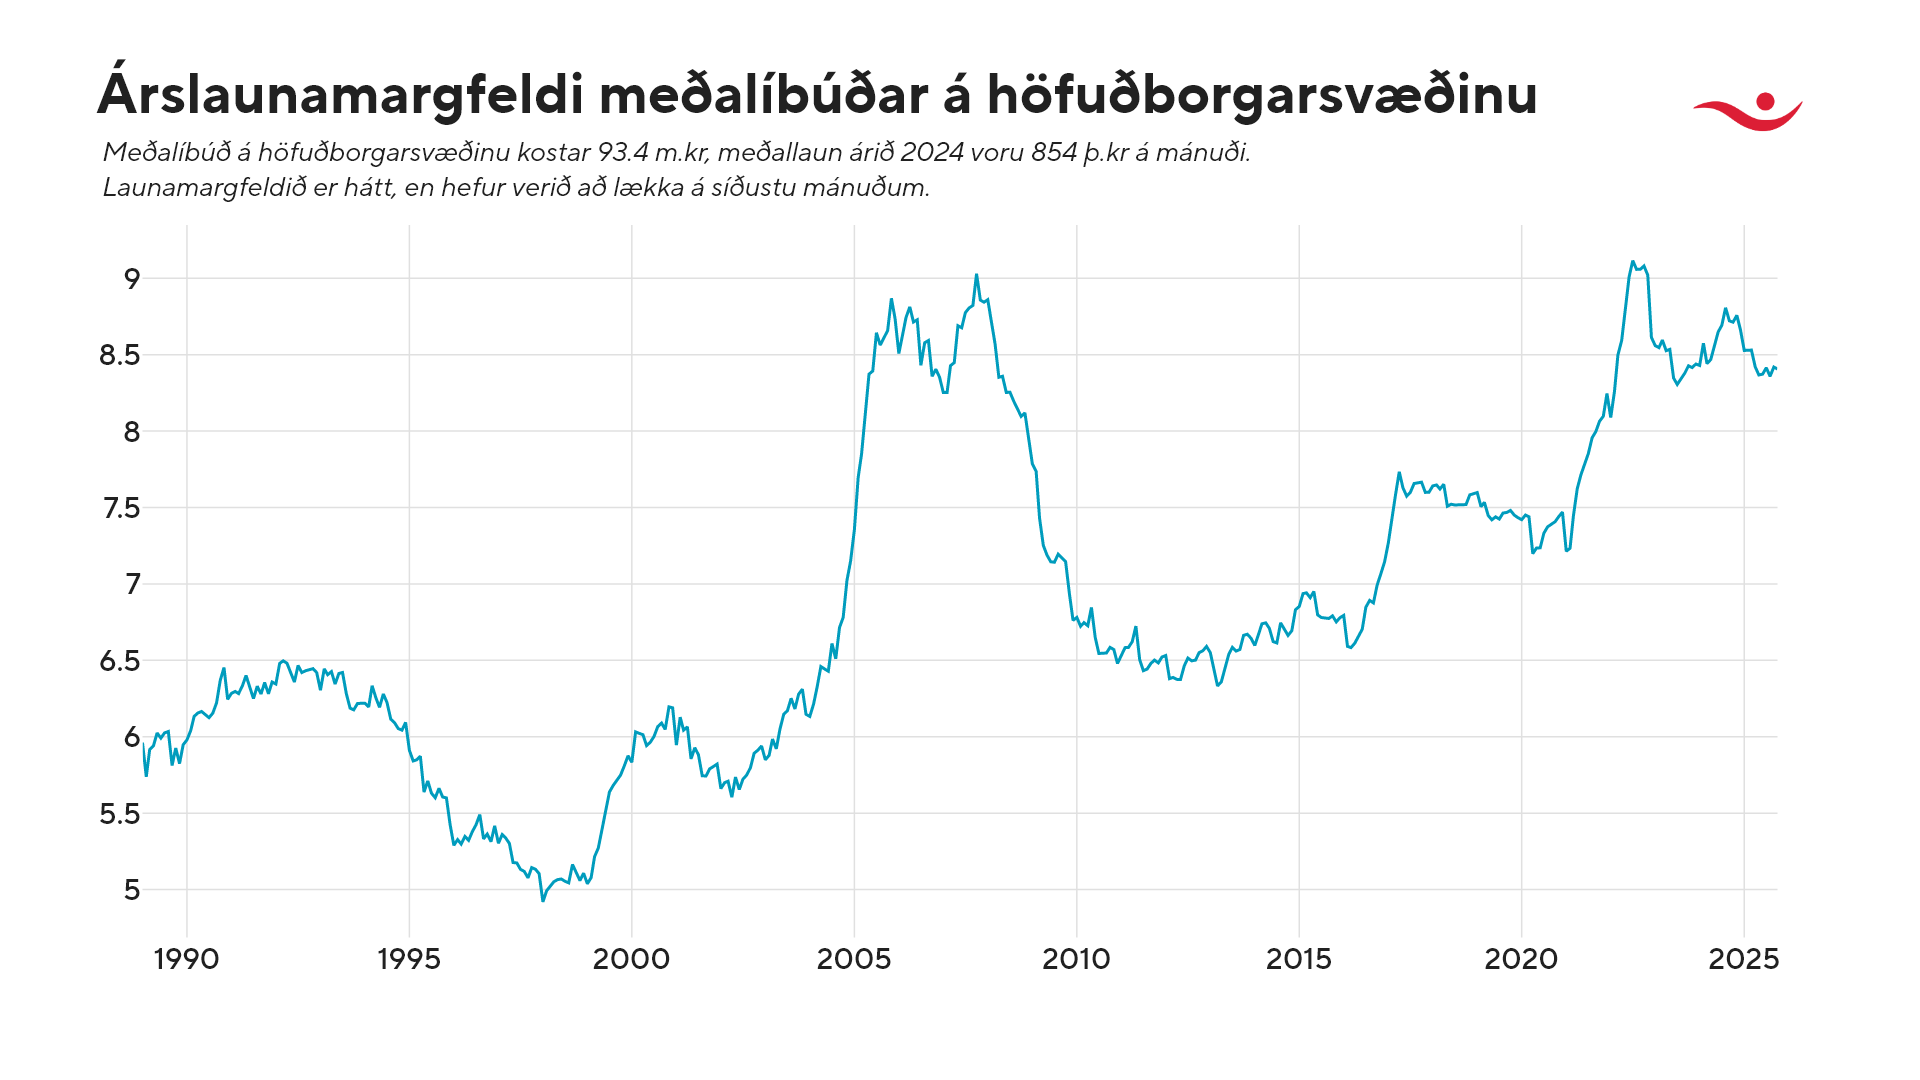 Árslaunamargfeldi meðalíbúðar á höfuðborgarsvæðinu
Meðalíbúð á höfuðborgarsvæðinu kostar 93.4 m.kr, meðallaun árið 2024 voru 854 þ.kr á mánuði.
Launamargfeldið er hátt, en hefur verið að lækka á síðustu mánuðum.
9
8.5
8
7.5
7
6.5
6
5.5
5
1990 1995 2000 2005 2010 2015 2020 2025